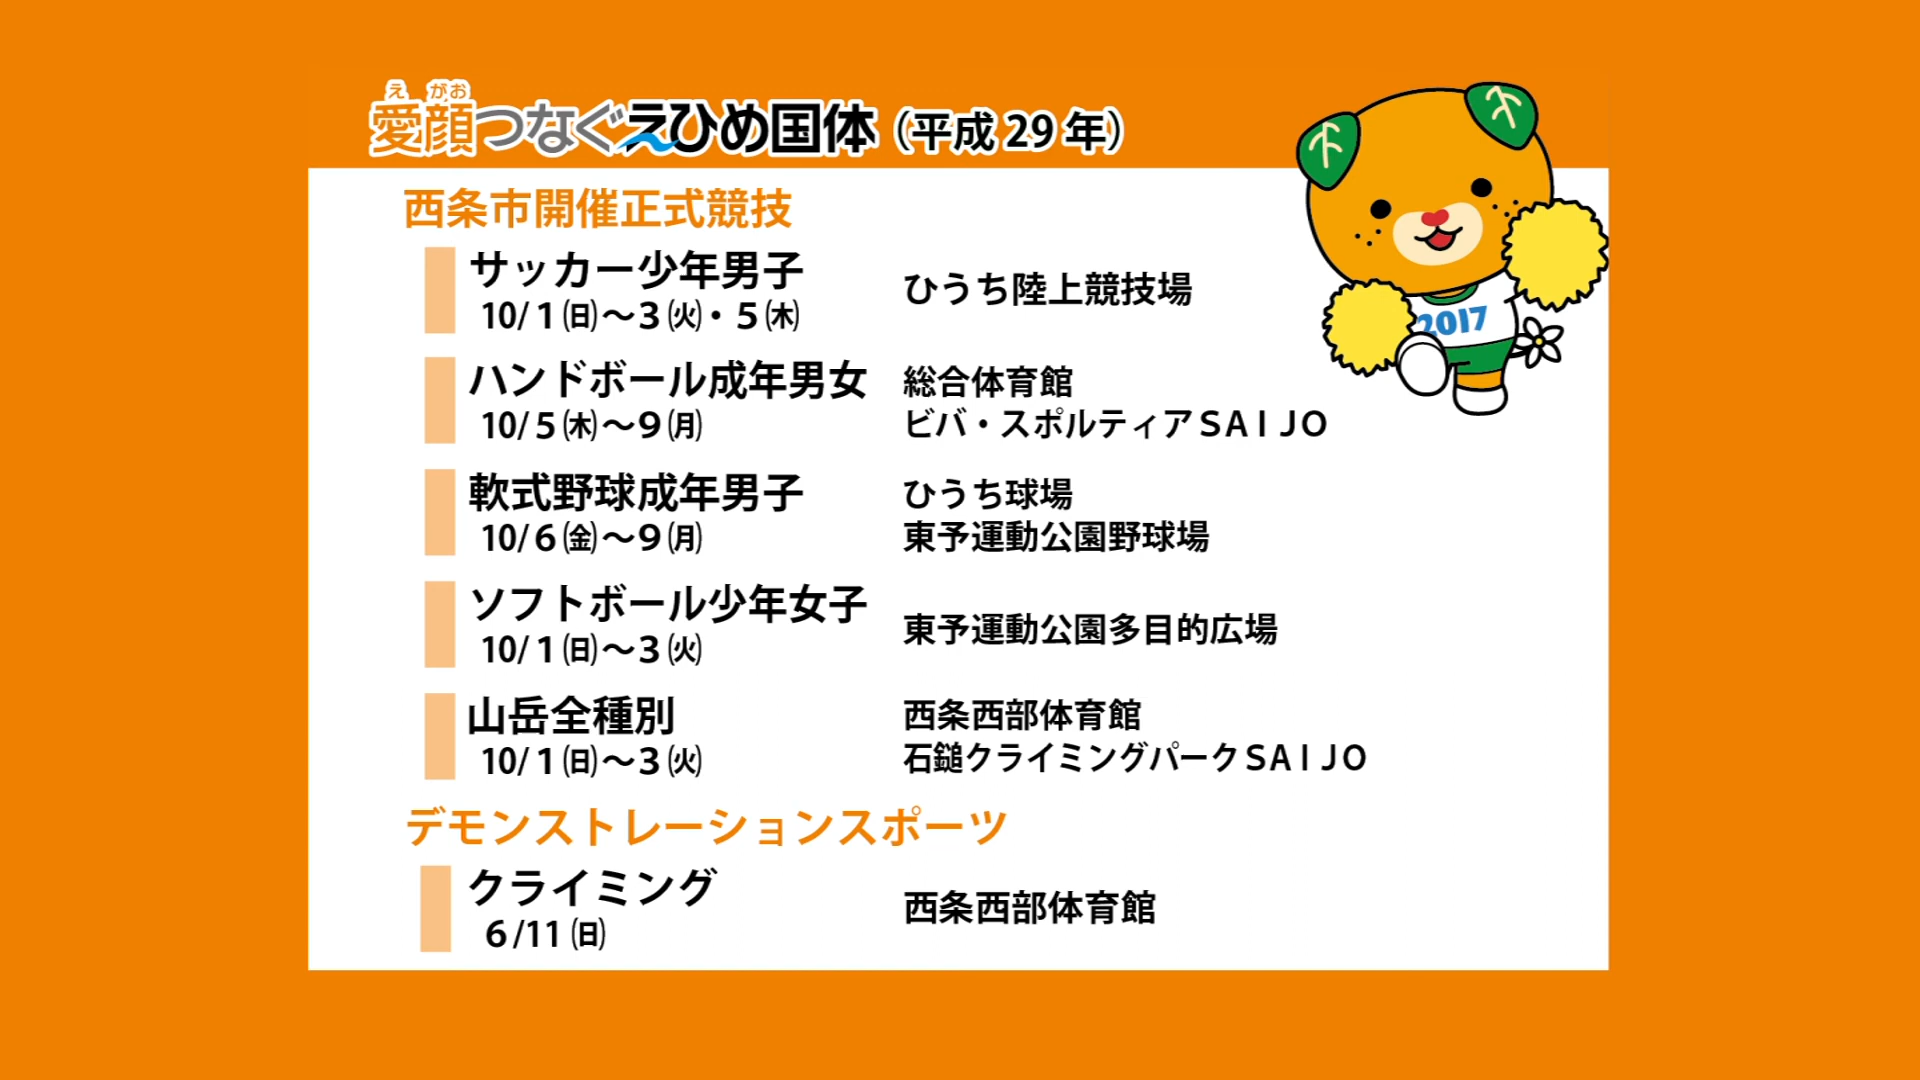 え がお
愛顔つなぐえひめ国体（平成29年）
2017
西条市開催正式競技
サッカー少年男子
10/1㈰～3㈫・5㈭
ひうち陸上競技場
ハンドボール成年男女
10/5㈭～9㈪
総合体育館
ビバ・スポルティアＳＡＩＪＯ
軟式野球成年男子
10/6㈮～9㈪
ひうち球場
東予運動公園野球場
ソフトボール少年女子
10/1㈰～3㈫
東予運動公園多目的広場
山岳全種別
10/1㈰～3㈫
西条西部体育館
石鎚クライミングパークＳＡＩＪＯ
デモンストレーションスポーツ
クライミング
6/11㈰
西条西部体育館